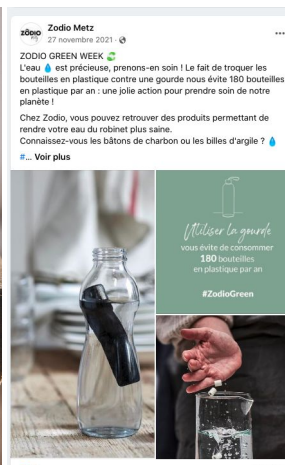 ZÔDIO
Zodio Metz
27 novembre 2021 ·
ZODIO GREEN WEEK
L'eau 💧 est précieuse, prenons-en soin ! Le fait de troquer les
bouteilles en plastique contre une gourde nous évite 180 bouteilles
en plastique par an : une jolie action pour prendre soin de notre
planète !
Chez Zodio, vous pouvez retrouver des produits permettant de
rendre votre eau du robinet plus saine.
Connaissez-vous les bâtons de charbon ou les billes d'argile ? 💧
#... Voir plus
Utiliser la gourde
vous évite de consommer
180 bouteilles
en plastique par an
#ZodioGreen